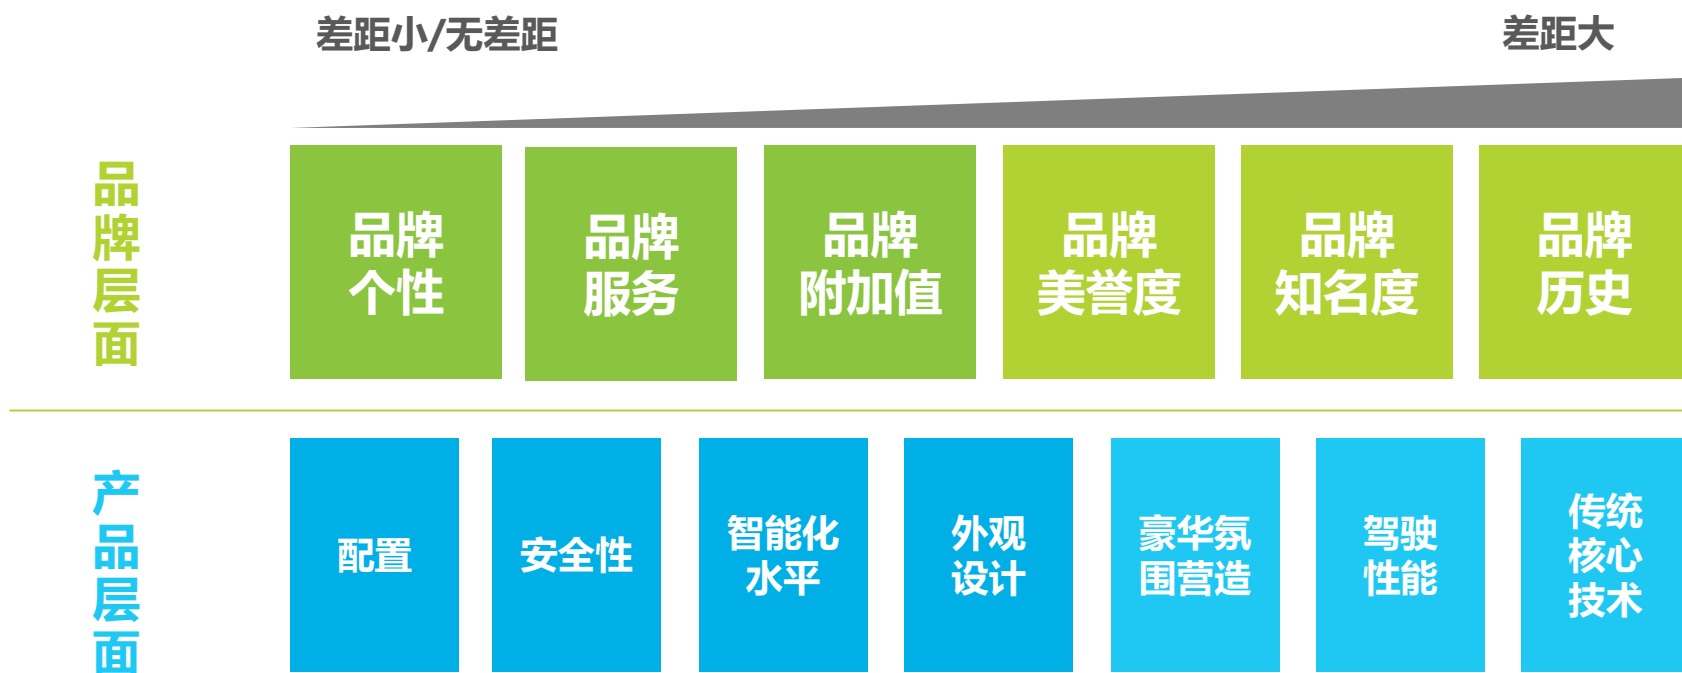 差距小/无差距
差距大
品牌层面
品牌
个性
品牌
服务
品牌
附加值
品牌
美誉度
品牌
知名度
品牌
历史
产品层面
配置
安全性
智能化
水平
外观
设计
豪华氛
围营造
驾驶
性能
传统
核心
技术